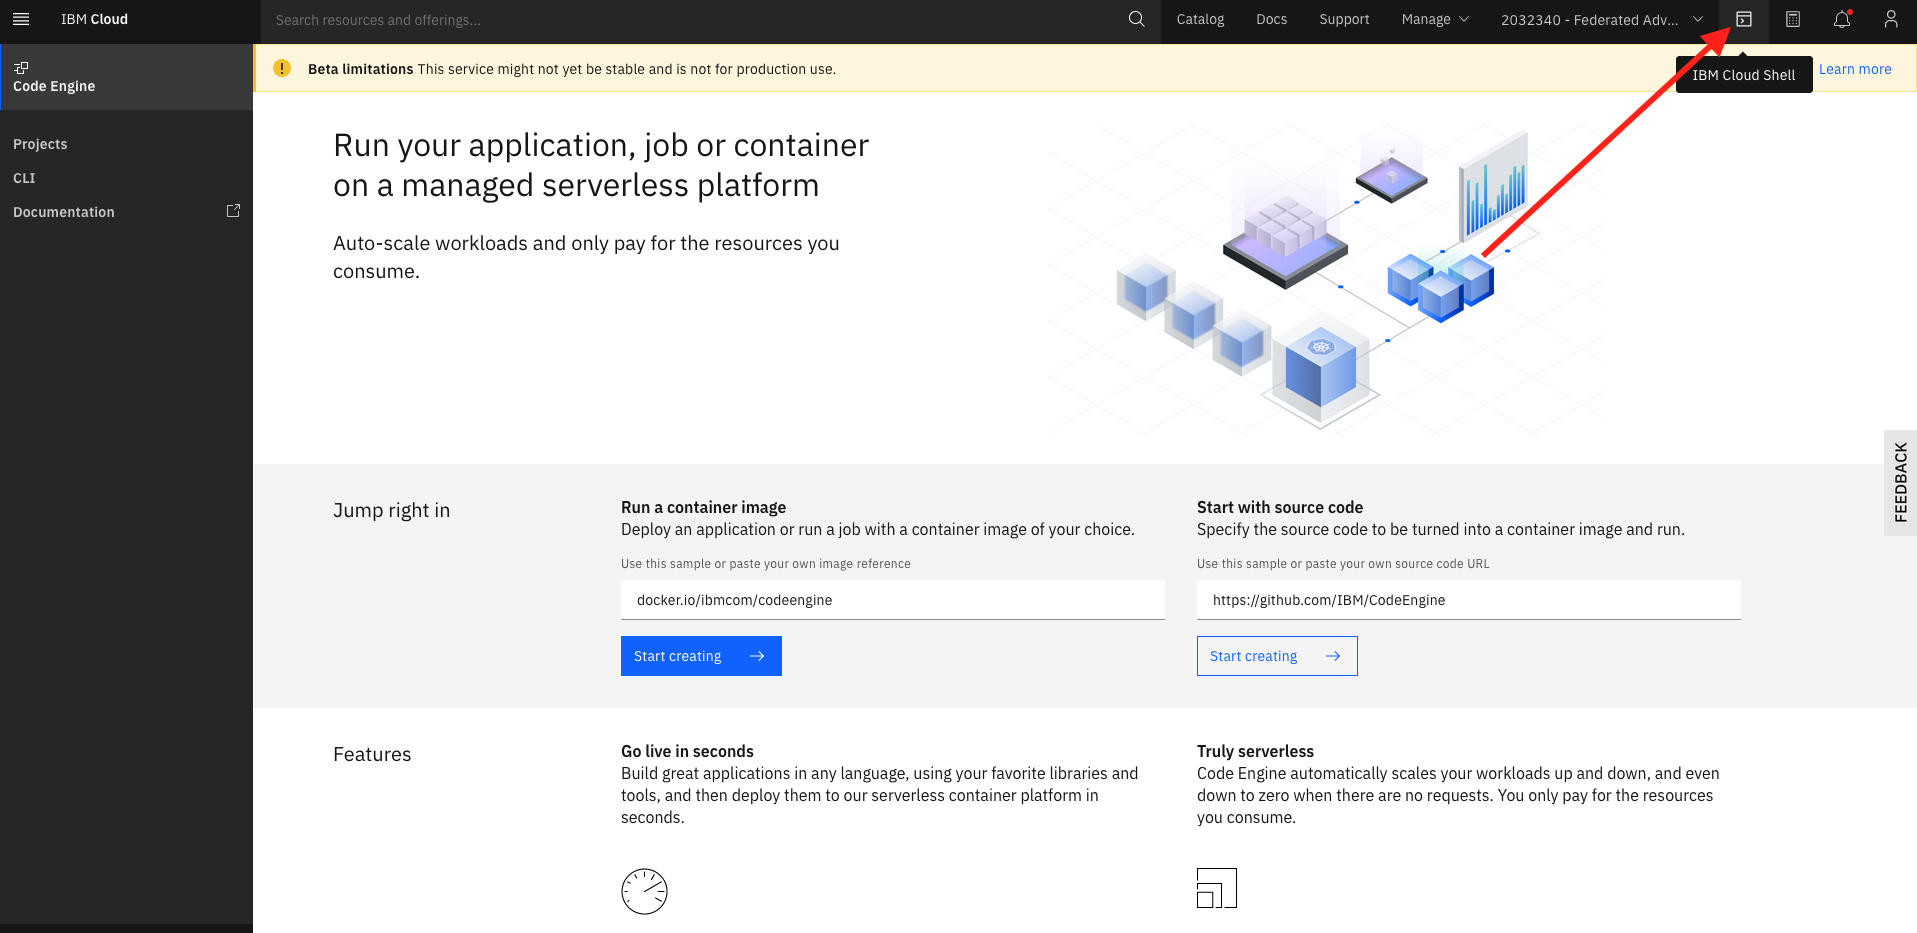 IBM Cloud
Search resources and offerings...
Catalog
Docs
Support
Manage
2032340 - Federated Adv...
Code Engine
Projects
CLI
Documentation
Beta limitations This service might not yet be stable and is not for production use.
IBM Cloud Shell
Learn more
Run your application, job or container
on a managed serverless platform
Auto-scale workloads and only pay for the resources you
consume.
FEEDBACK
Jump right in
Run a container image
Deploy an application or run a job with a container image of your choice.
Use this sample or paste your own image reference
docker.io/ibmcom/codeengine
Start creating
Start with source code
Specify the source code to be turned into a container image and run.
Use this sample or paste your own source code URL
https://github.com/IBM/CodeEngine
Start creating
Features
Go live in seconds
Build great applications in any language, using your favorite libraries and
tools, and then deploy them to our serverless container platform in
seconds.
Truly serverless
Code Engine automatically scales your workloads up and down, and even
down to zero when there are no requests. You only pay for the resources
you consume.